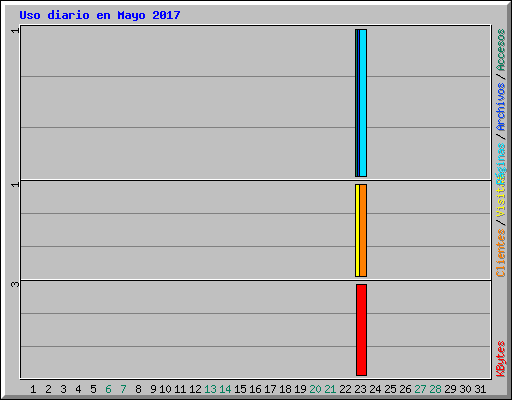 Uso diario en Mayo 2017
1
1
3
1 2 3 4 5 6 7 8 9 10 11 12 13 14 15 16 17 18 19 20 21 22 23 24 25 26 27 28 29 30 31
KBytes
Clientes / Visitas
Páginas / Archivos / Accesos